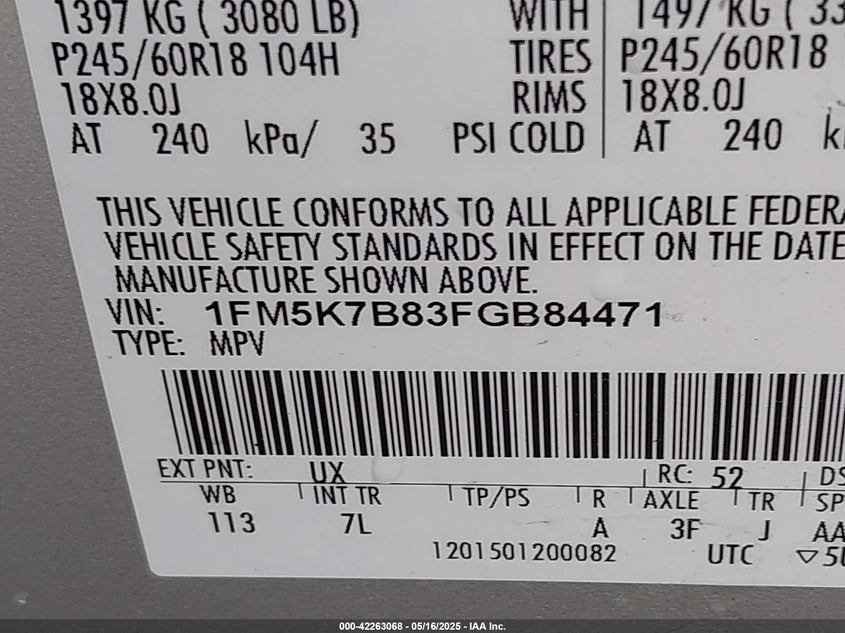 1397 KG ( 3080 LB) WITH 1497 KG ( 33
P245/60R18 104H TIRES P245/60R18
18X8.0J RIMS 18X8.0J
AT 240 kPa/ 35 PSI COLD AT 240 k
THIS VEHICLE CONFORMS TO ALL APPLICABLE FEDERA
VEHICLE SAFETY STANDARDS IN EFFECT ON THE DATE
MANUFACTURE SHOWN ABOVE.
VIN: 1FM5K7B83FGB84471
TYPE: MPV
EXT PNT: UX RC: 52 DS
WB INT TR TP/PS R AXLE TR SP
113 7L A 3F J AA
1201501200082 UTC ▽5U
000-42263068 - 05/16/2025 - IAA Inc.